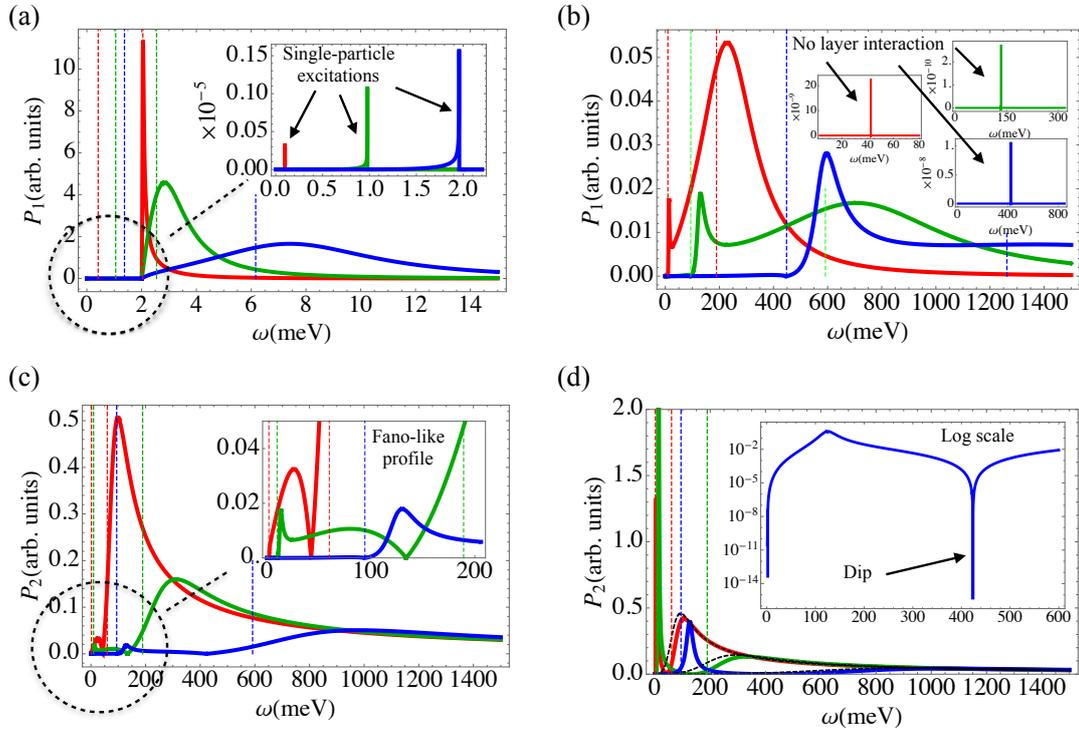 (a)
P₁(arb. units)
10
8
6
4
2
0
0 2 4 6 8 10 12 14
ω(meV)
Single-particle
excitations
×10⁻⁵
0.15
0.10
0.05
0.00
0.0 0.5 1.0 1.5 2.0
(b)
P₁(arb. units)
0.05
0.04
0.03
0.02
0.01
0.00
0 200 400 600 800 1000 1200 1400
ω(meV)
No layer interaction
×10⁻⁹
20
10
0
20 40 60 80
ω(meV)
×10⁻¹⁰
2.
1.
0
0 150 300
ω(meV)
×10⁻⁸
1.
0
0 400 800
ω(meV)
(c)
P₂(arb. units)
0.5
0.4
0.3
0.2
0.1
0.0
0 200 400 600 800 1000 1200 1400
ω(meV)
Fano-like
profile
0.04
0.02
0
0 100 200
(d)
P₂(arb. units)
2.0
1.5
1.0
0.5
0.0
0 200 400 600 800 1000 1200 1400
ω(meV)
Log scale
10⁻²
10⁻⁵
10⁻⁸
10⁻¹¹
10⁻¹⁴
Dip
0 100 200 300 400 500 600